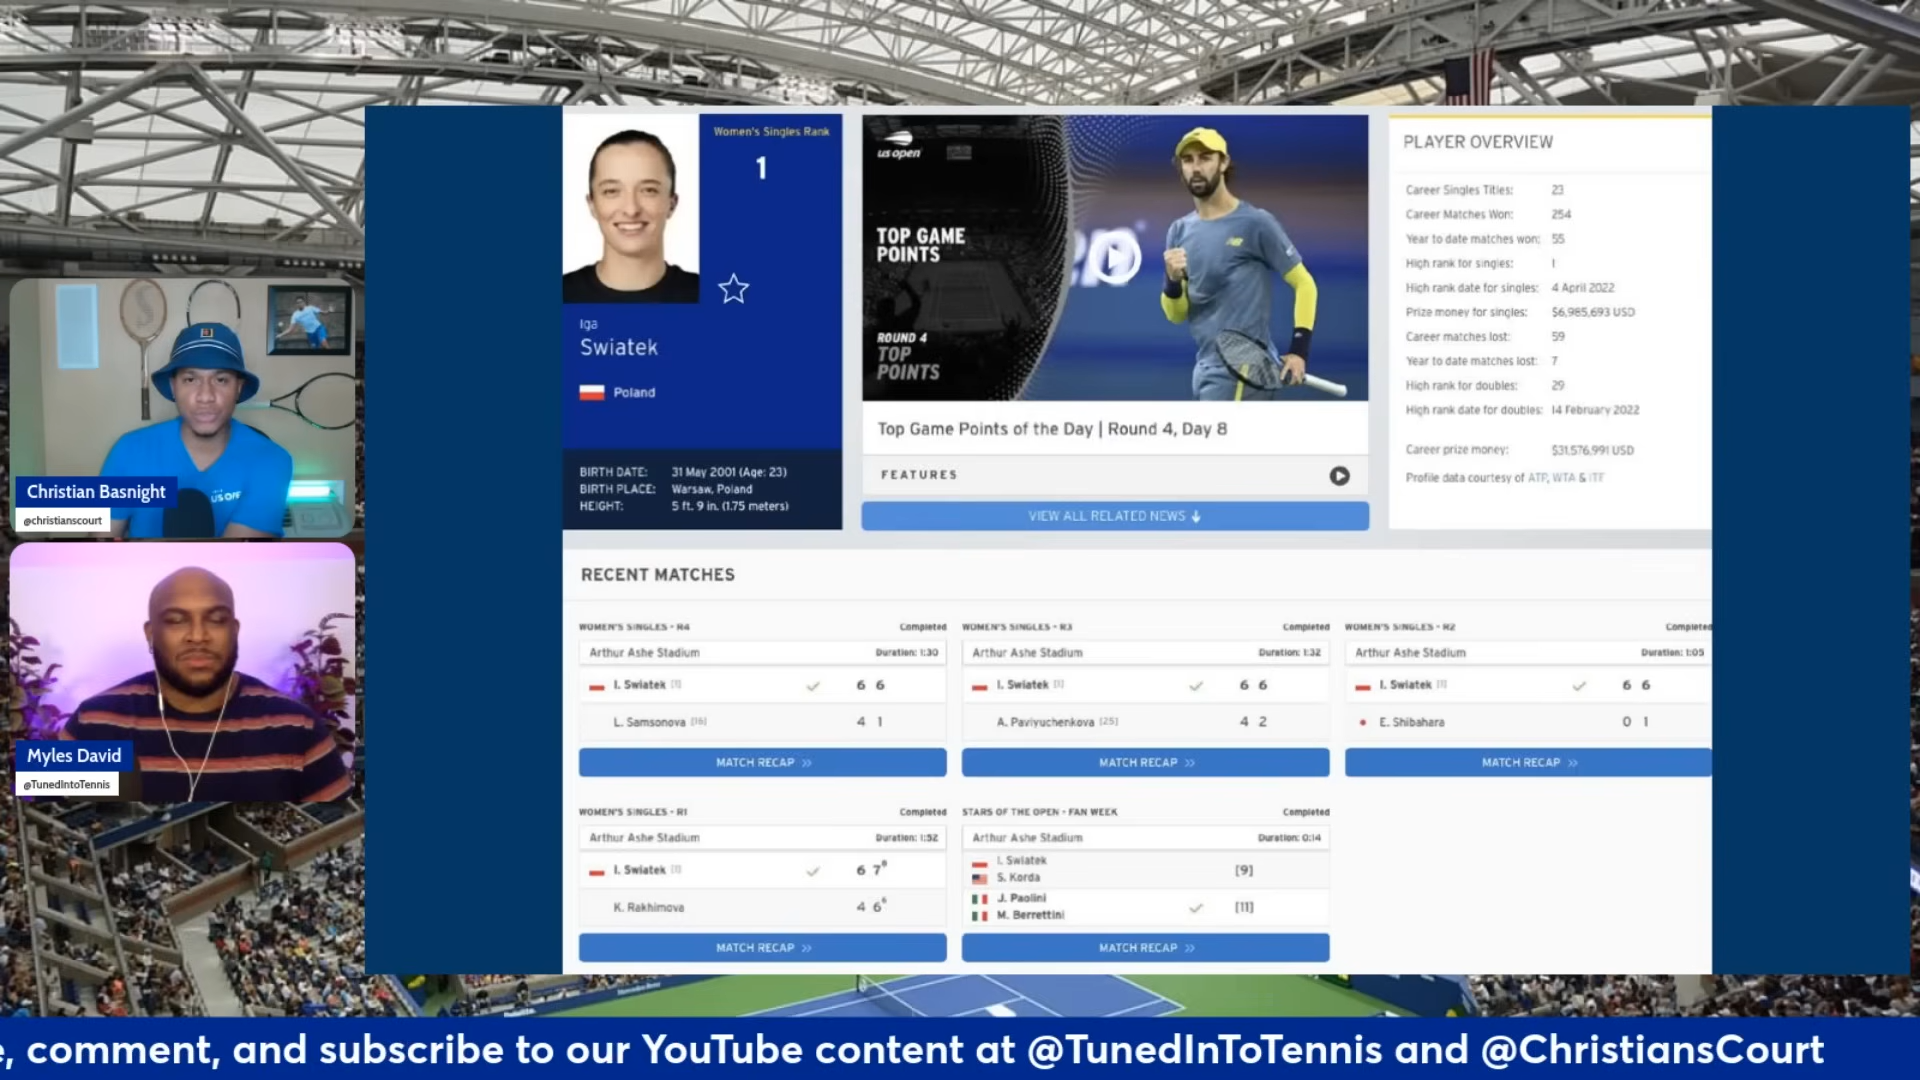 Women's Singles Rank
1
Iga
Swiatek
Poland
BIRTH DATE: 31 May 2001 (Age: 23)
BIRTH PLACE: Warsaw, Poland
HEIGHT: 5 ft. 9 in. (1.75 meters)
us open
TOP GAME
POINTS
ROUND 4
TOP
POINTS
Top Game Points of the Day | Round 4, Day 8
FEATURES
VIEW ALL RELATED NEWS
PLAYER OVERVIEW
Career Singles Titles: 23
Career Matches Won: 254
Year to date matches won: 55
High rank for singles: 1
High rank date for singles: 4 April 2022
Prize money for singles: $6,985,693 USD
Career matches lost: 59
Year to date matches lost: 7
High rank for doubles: 29
High rank date for doubles: 14 February 2022
Career prize money: $31,576,991 USD
Profile data courtesy of ATP, WTA & ITF
Christian Basnight
@christianscourt
Myles David
@TunedIntoTennis
RECENT MATCHES
WOMEN'S SINGLES - R4 Completed
Arthur Ashe Stadium Duration: 1:30
I. Swiatek [1] 6 6
L. Samsonova [16] 4 1
MATCH RECAP
WOMEN'S SINGLES - R3 Completed
Arthur Ashe Stadium Duration: 1:32
I. Swiatek [1] 6 6
A. Pavlyuchenkova [25] 4 2
MATCH RECAP
WOMEN'S SINGLES - R2 Completed
Arthur Ashe Stadium Duration: 1:05
I. Swiatek [1] 6 6
E. Shibahara 0 1
MATCH RECAP
WOMEN'S SINGLES - R1 Completed
Arthur Ashe Stadium Duration: 1:52
I. Swiatek [1] 6 7⁸
K. Rakhimova 4 6⁶
MATCH RECAP
STARS OF THE OPEN - FAN WEEK Completed
Arthur Ashe Stadium Duration: 0:14
I. Swiatek
S. Korda [9]
J. Paolini
M. Berrettini [11]
MATCH RECAP
, comment, and subscribe to our YouTube content at @TunedInToTennis and @ChristiansCourt